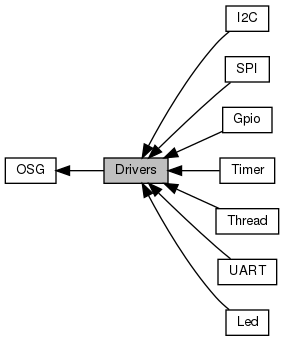 I2C
SPI
Gpio
OSG
Drivers
Timer
Thread
UART
Led